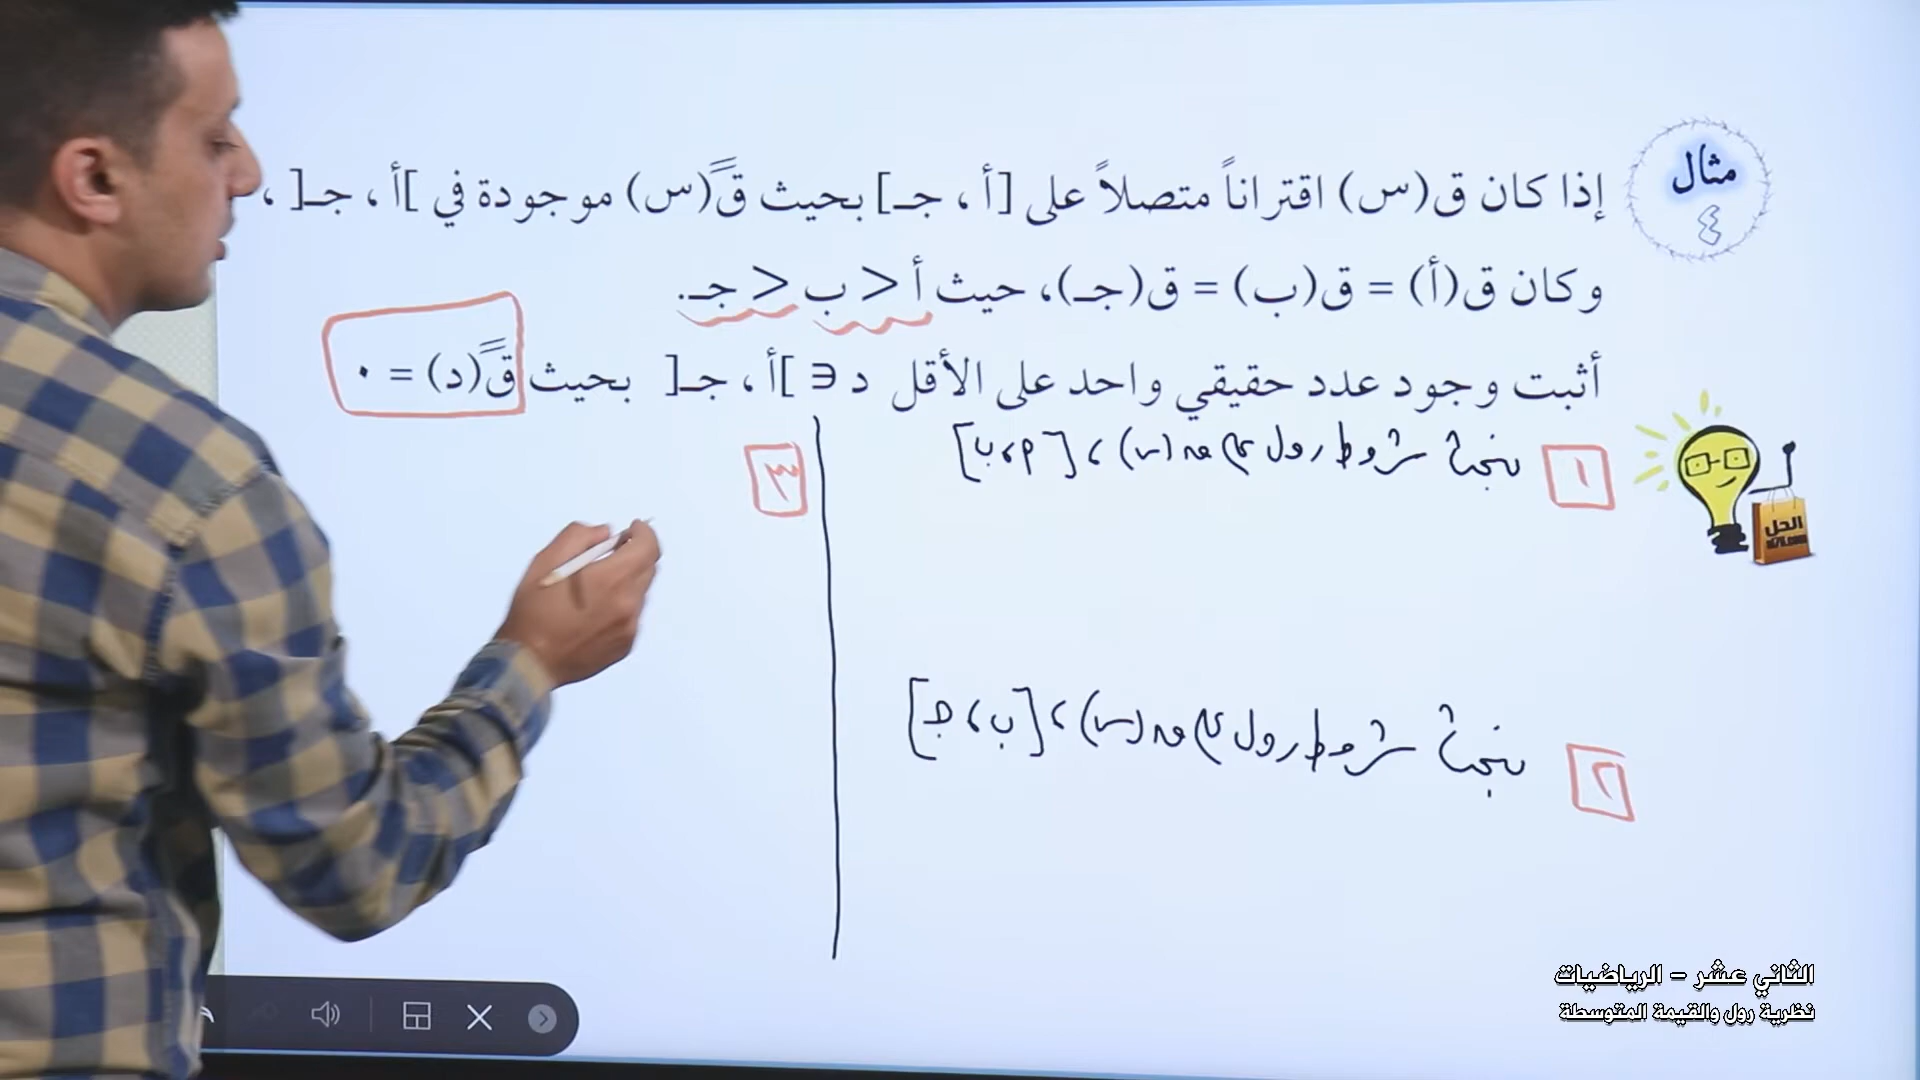 مثال
٤
إذا كان ق(س) اقتراناً متصلاً على [أ ، جـ] بحيث قً(س) موجودة في ]أ ، جـ[ ،
وكان ق(أ) = ق(ب) = ق(جـ)، حيث أ < ب < جـ.
أثبت وجود عدد حقيقي واحد على الأقل د ∈ ]أ ، جـ[ بحيث قً(د) = ٠
١ نبحث شروط رول على ق(س) ، [أ ، ب]
٢ نبحث شروط رول على ق(س) ، [ب ، جـ]
٣
الحل
الثاني عشر – الرياضيات
نظرية رول والقيمة المتوسطة